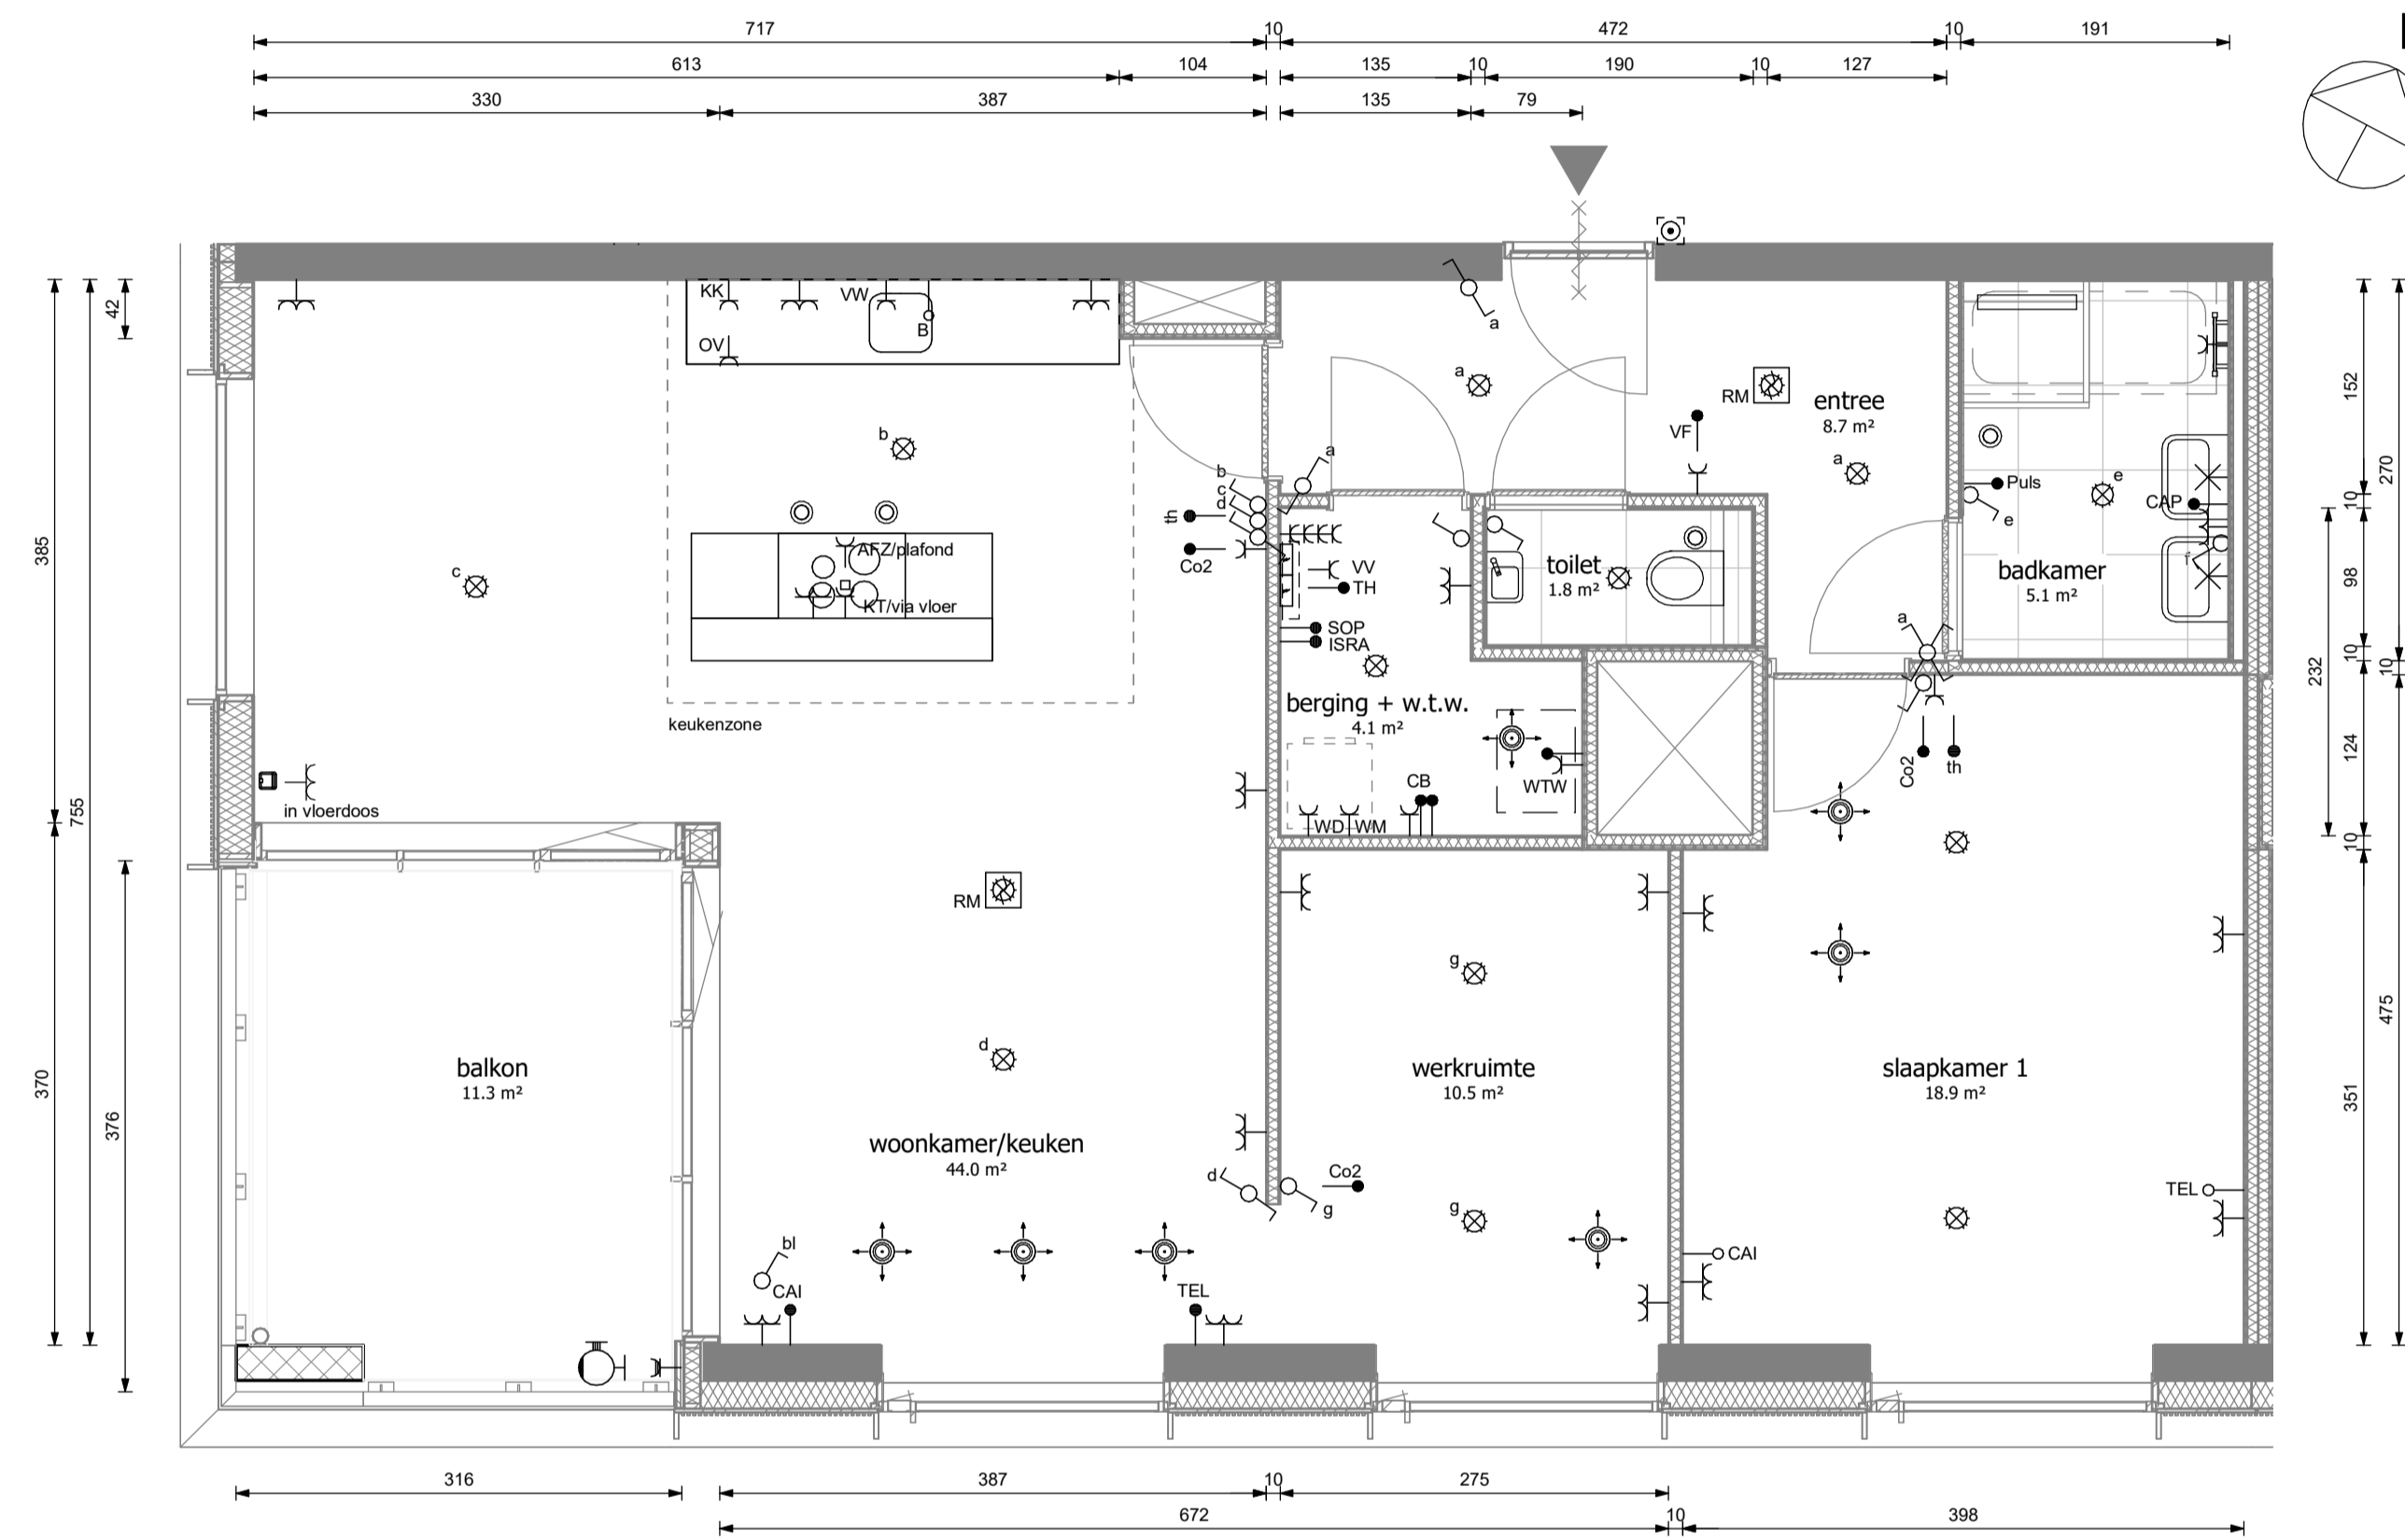 717 10 472 10 191
613 104 135 10 190 10 127
330 387 135 79
42
385
755
370
376
KK
VW
B
OV
a
a
RM
entree
8.7 m²
VF
a
b
b
c
d
a
th
Co2
AFZ/plafond
KT/via vloer
c
keukenzone
VV
TH
SOP
ISRA
toilet
1.8 m²
berging + w.t.w.
4.1 m²
CB
WD
WM
WTW
Puls
e
e
CAP
f
badkamer
5.1 m²
a
Co2
th
in vloerdoos
RM
balkon
11.3 m²
d
woonkamer/keuken
44.0 m²
g
werkruimte
10.5 m²
slaapkamer 1
18.9 m²
d
g
Co2
g
TEL
CAI
bl
CAI
TEL
152
10
98
10
124
10
351
232
270
10
475
316 387 10 275
672 10 398